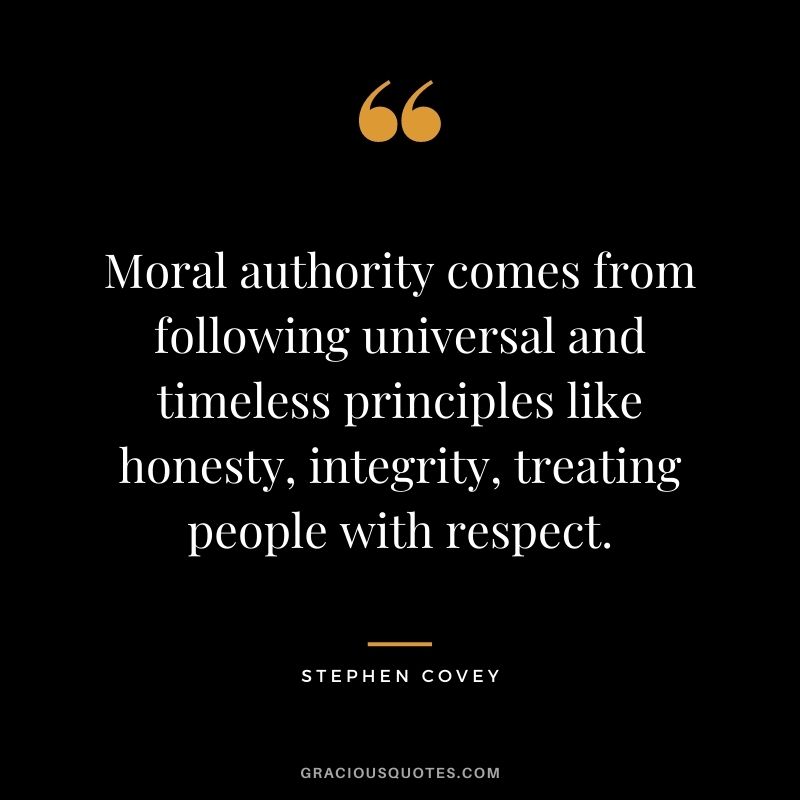 “
Moral authority comes from
following universal and
timeless principles like
honesty, integrity, treating
people with respect.
STEPHEN COVEY
GRACIOUSQUOTES.COM